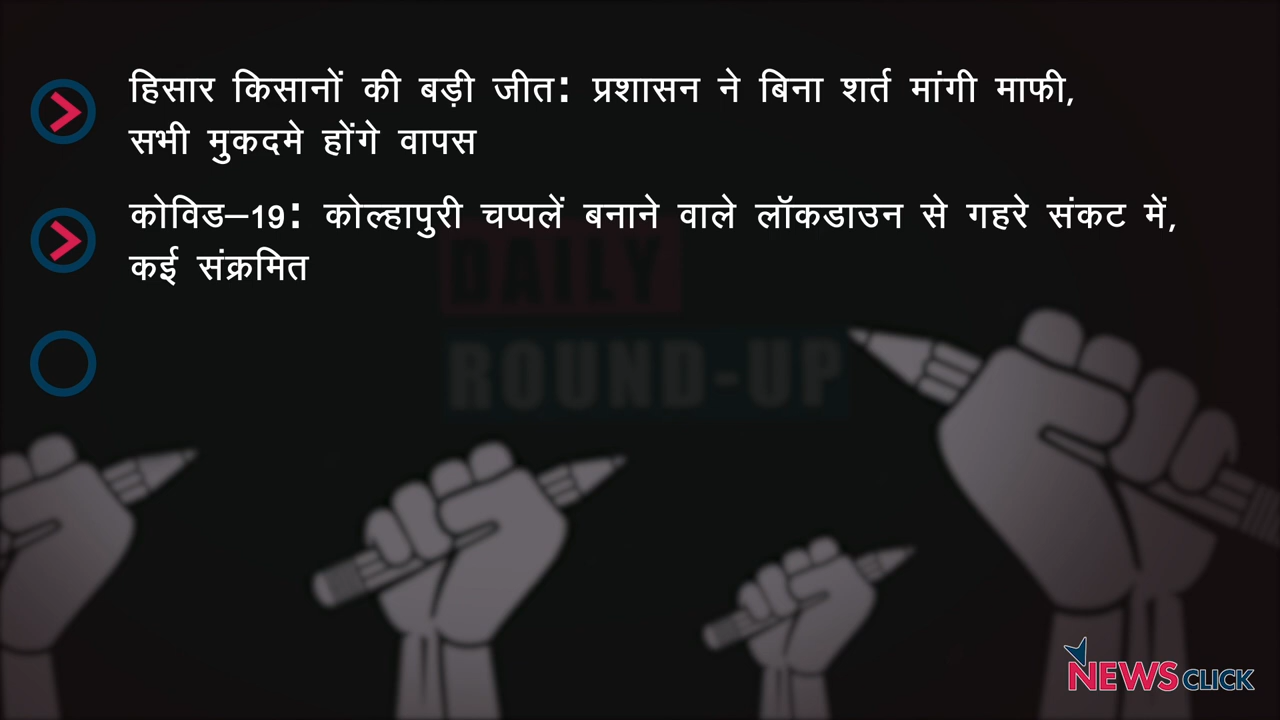 हिसार किसानों की बड़ी जीत: प्रशासन ने बिना शर्त मांगी माफी,
सभी मुकदमे होंगे वापस
कोविड–19: कोल्हापुरी चप्पलें बनाने वाले लॉकडाउन से गहरे संकट में,
कई संक्रमित
DAILY
ROUND-UP
NEWSCLICK